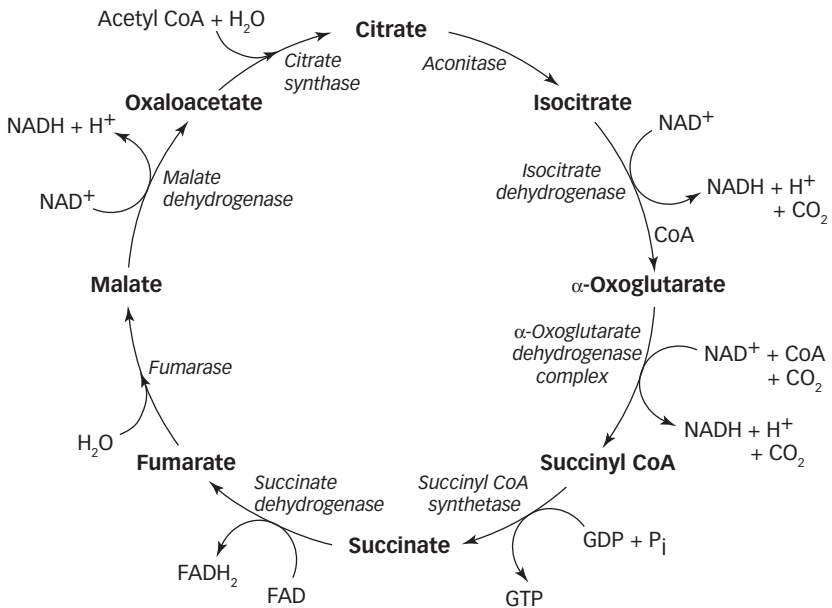 Acetyl CoA + H₂O
Citrate
Citrate
synthase
Aconitase
Oxaloacetate
Isocitrate
NADH + H⁺
NAD⁺
Malate
dehydrogenase
NAD⁺
Isocitrate
dehydrogenase
NADH + H⁺
+ CO₂
CoA
Malate
α-Oxoglutarate
α-Oxoglutarate
dehydrogenase
complex
NAD⁺ + CoA
+ CO₂
Fumarase
NADH + H⁺
+ CO₂
H₂O
Fumarate
Succinyl CoA
Succinate
dehydrogenase
Succinyl CoA
synthetase
Succinate
GDP + Pi
FADH₂
FAD
GTP